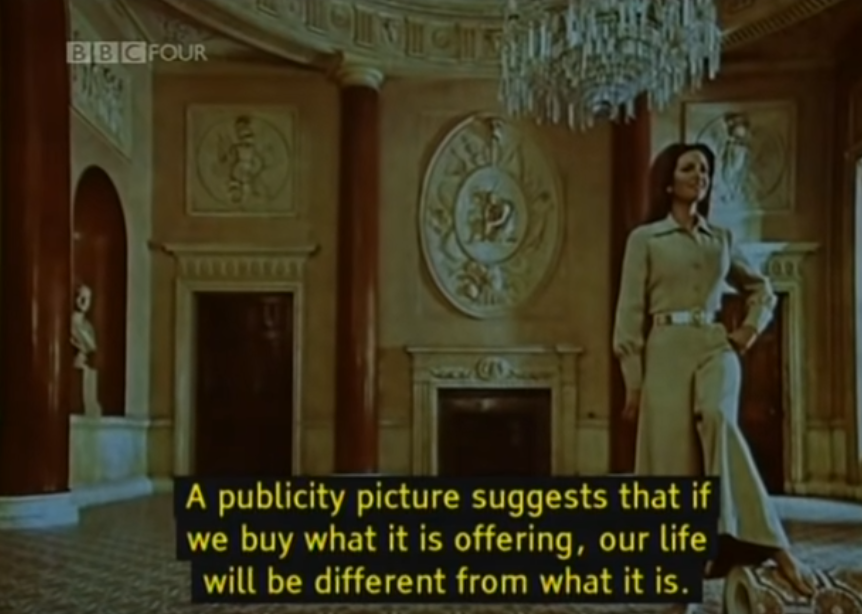 BBC FOUR
A publicity picture suggests that if
we buy what it is offering, our life
will be different from what it is.